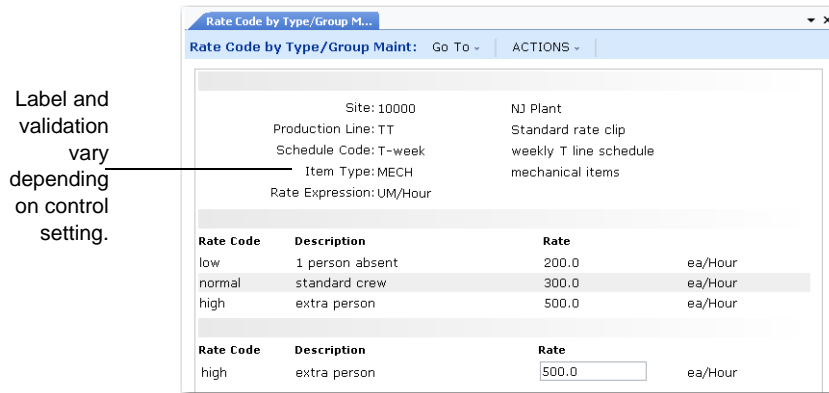 Rate Code by Type/Group M...
Rate Code by Type/Group Maint: Go To ACTIONS
Label and
validation
vary
depending
on control
setting.
Site: 10000 NJ Plant
Production Line: TT Standard rate clip
Schedule Code: T-week weekly T line schedule
Item Type: MECH mechanical items
Rate Expression: UM/Hour
Rate Code Description Rate
low 1 person absent 200.0 ea/Hour
normal standard crew 300.0 ea/Hour
high extra person 500.0 ea/Hour
Rate Code Description Rate
high extra person 500.0 ea/Hour